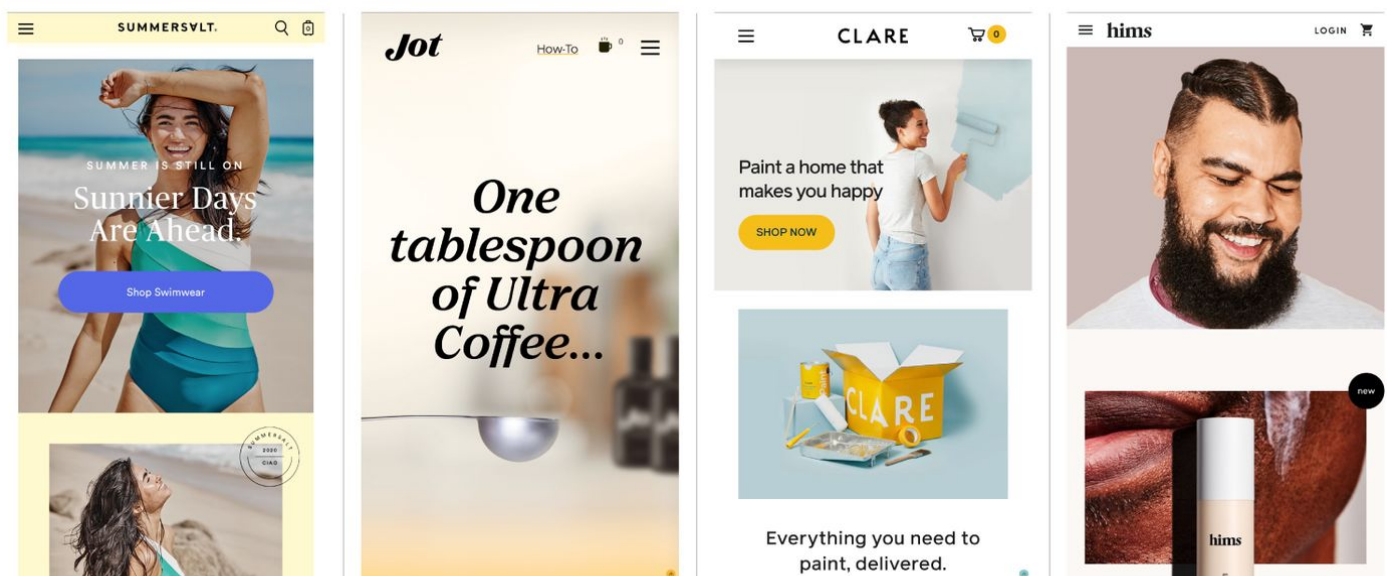 SUMMERSALT.
0
SUMMER IS STILL ON
Sunnier Days
Are Ahead.
Shop Swimwear
SUMMERSALT
2020
CIAO
Jot
How-To
0
One
tablespoon
of Ultra
Coffee...
CLARE
0
Paint a home that
makes you happy
SHOP NOW
CLARE
Everything you need to
paint, delivered.
hims
LOGIN
new
hims